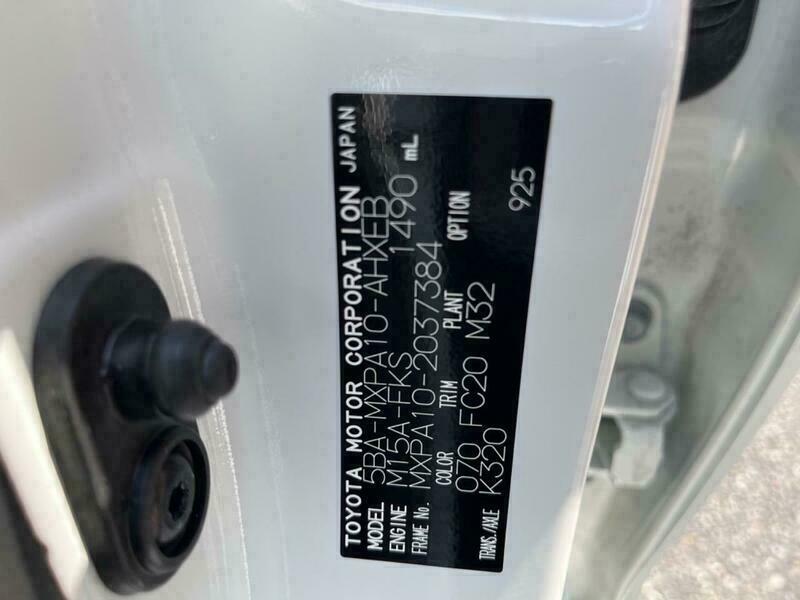 TOYOTA MOTOR CORPORATION JAPAN
MODEL 5BA-MXPA10-AHXEB
ENGINE M15A-FKS 1490 mL
FRAME No. MXPA10-2037384
COLOR TRIM PLANT OPTION
070 FC20 M32
TRANS./AXLE K320 925